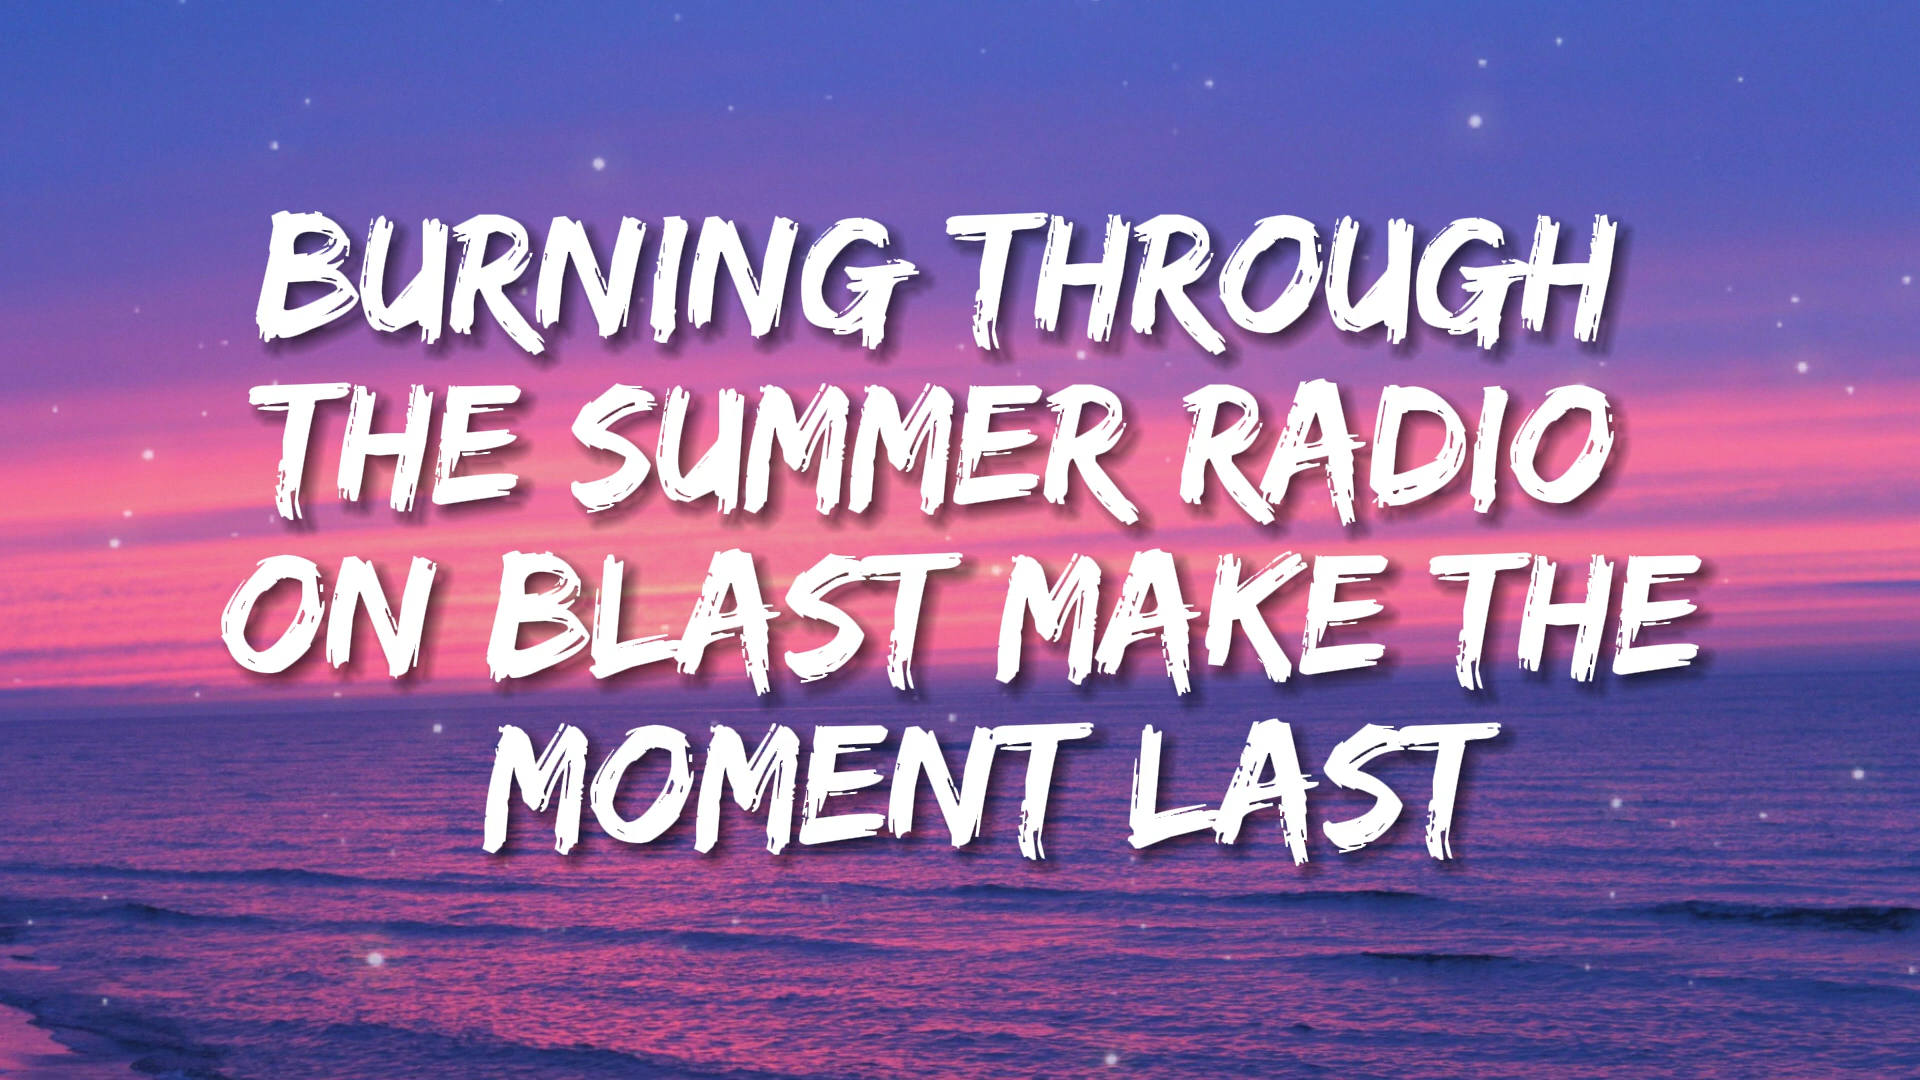 BURNING THROUGH
THE SUMMER RADIO
ON BLAST MAKE THE
MOMENT LAST